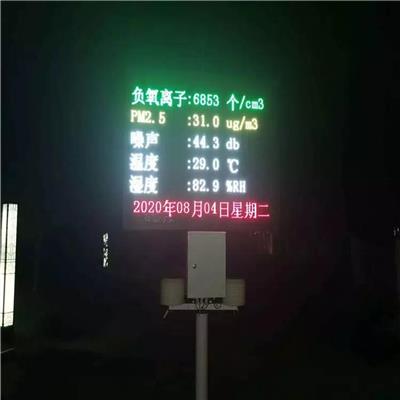 负氧离子:6853 个/cm3
PM2.5 :31.0 ug/m3
噪声 :44.3 db
温度 :29.0 ℃
湿度 :82.9 %RH
2020年08月04日星期二